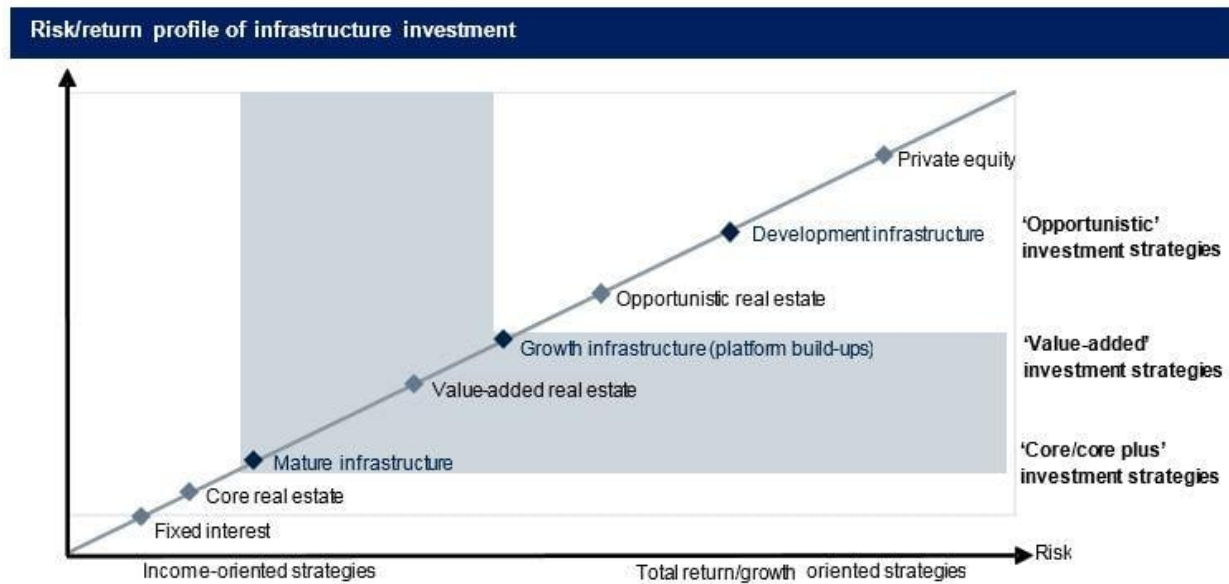 Risk/return profile of infrastructure investment
Private equity
'Opportunistic'
investment strategies
Development infrastructure
Opportunistic real estate
Growth infrastructure (platform build-ups)
'Value-added'
investment strategies
Value-added real estate
Mature infrastructure
'Core/core plus'
investment strategies
Core real estate
Fixed interest
Risk
Income-oriented strategies
Total return/growth oriented strategies